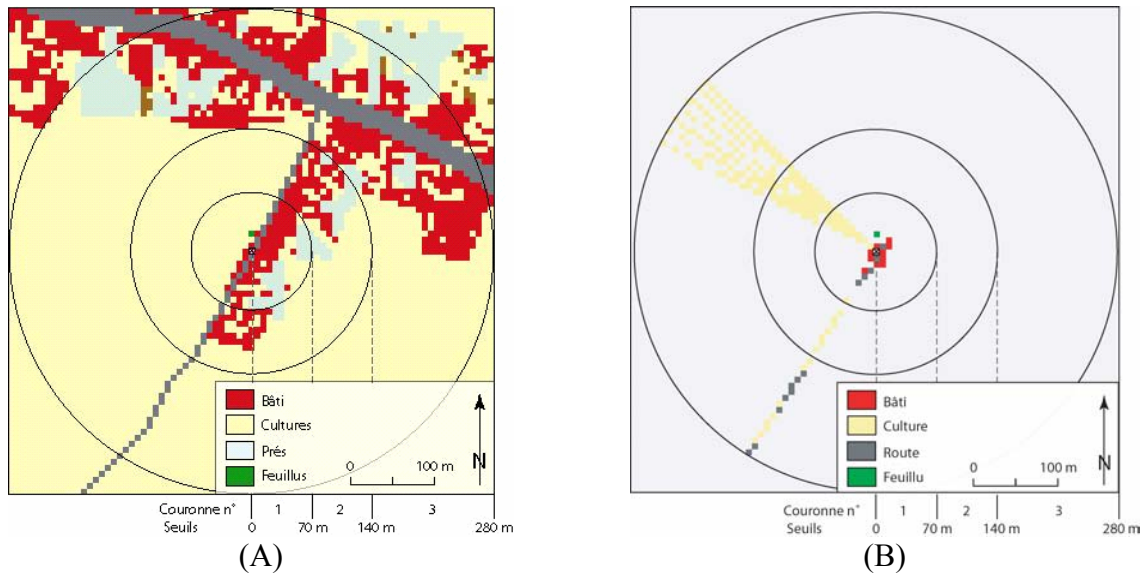 Bâti
Cultures
Prés
Feuillus
0 100 m
N
Couronne n° 1 2 3
Seuils 0 70 m 140 m 280 m
(A)
Bâti
Culture
Route
Feuillu
0 100 m
N
Couronne n° 1 2 3
Seuils 0 70 m 140 m 280 m
(B)